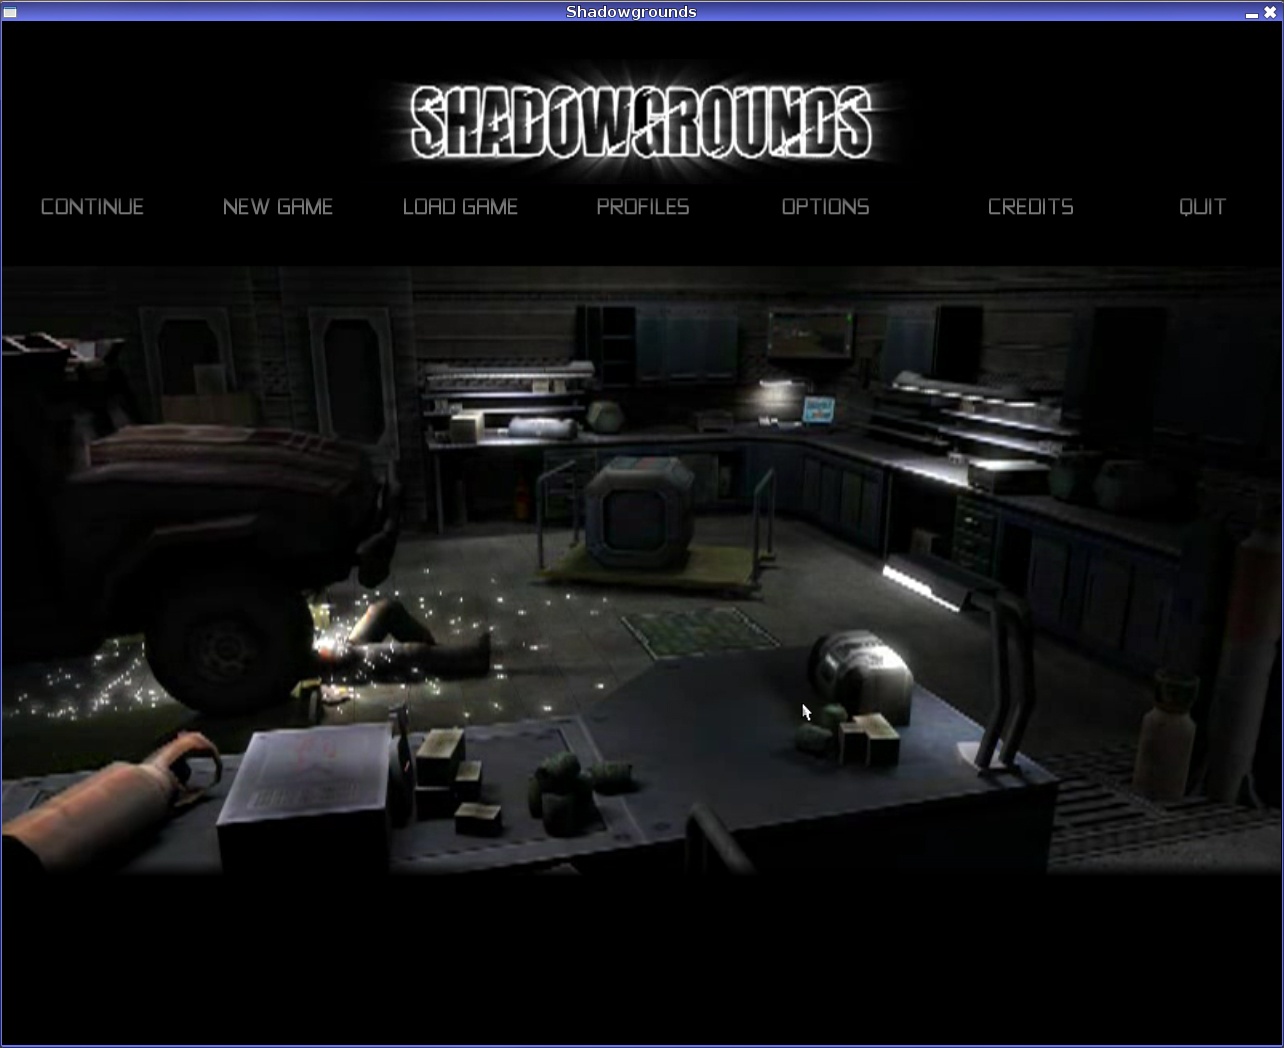 Shadowgrounds
SHADOWGROUNDS
CONTINUE NEW GAME LOAD GAME PROFILES OPTIONS CREDITS QUIT